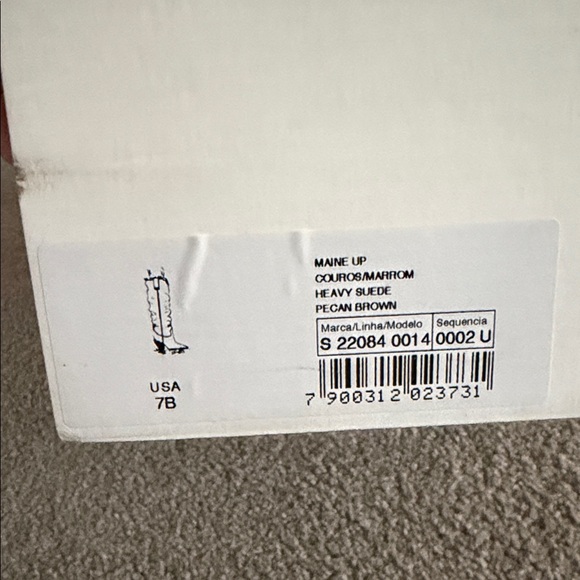 USA
7B
MAINE UP
COUROS/MARROM
HEAVY SUEDE
PECAN BROWN
Marca/Linha/Modelo Sequencia
S 22084 0014 0002 U
7 900312 023731